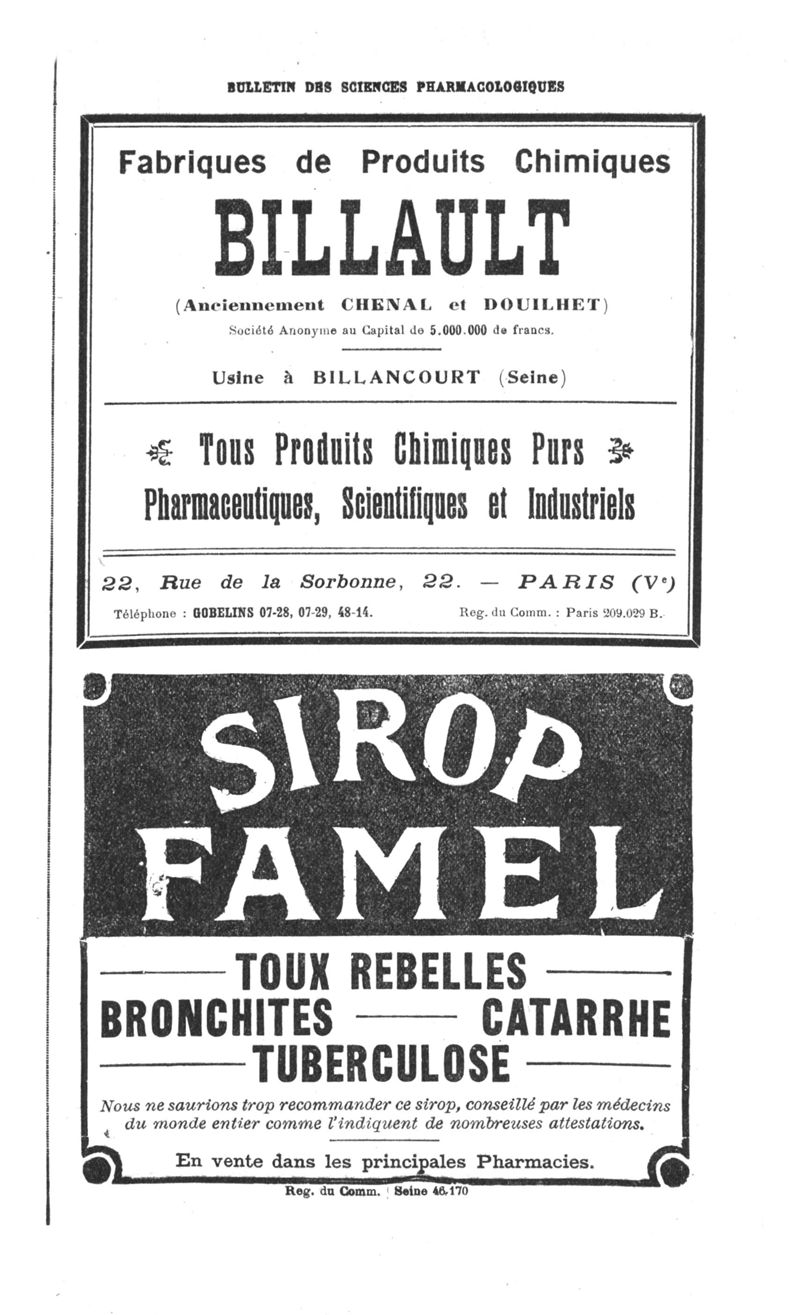 BULLETIN DES SCIENCES PHARMACOLOGIQUES
Fabriques de Produits Chimiques
BILLAULT
(Anciennement CHENAL et DOUILHET)
Société Anonyme au Capital de 5.000.000 de francs.
Usine à BILLANCOURT (Seine)
Tous Produits Chimiques Purs
Pharmaceutiques, Scientifiques et Industriels
22, Rue de la Sorbonne, 22. — PARIS (Vᵉ)
Téléphone : GOBELINS 07-28, 07-29, 48-14. Reg. du Comm. : Paris 209.029 B.
SIROP
FAMEL
TOUX REBELLES
BRONCHITES — CATARRHE
TUBERCULOSE
Nous ne saurions trop recommander ce sirop, conseillé par les médecins
du monde entier comme l'indiquent de nombreuses attestations.
En vente dans les principales Pharmacies.
Reg. du Comm. : Seine 46.170